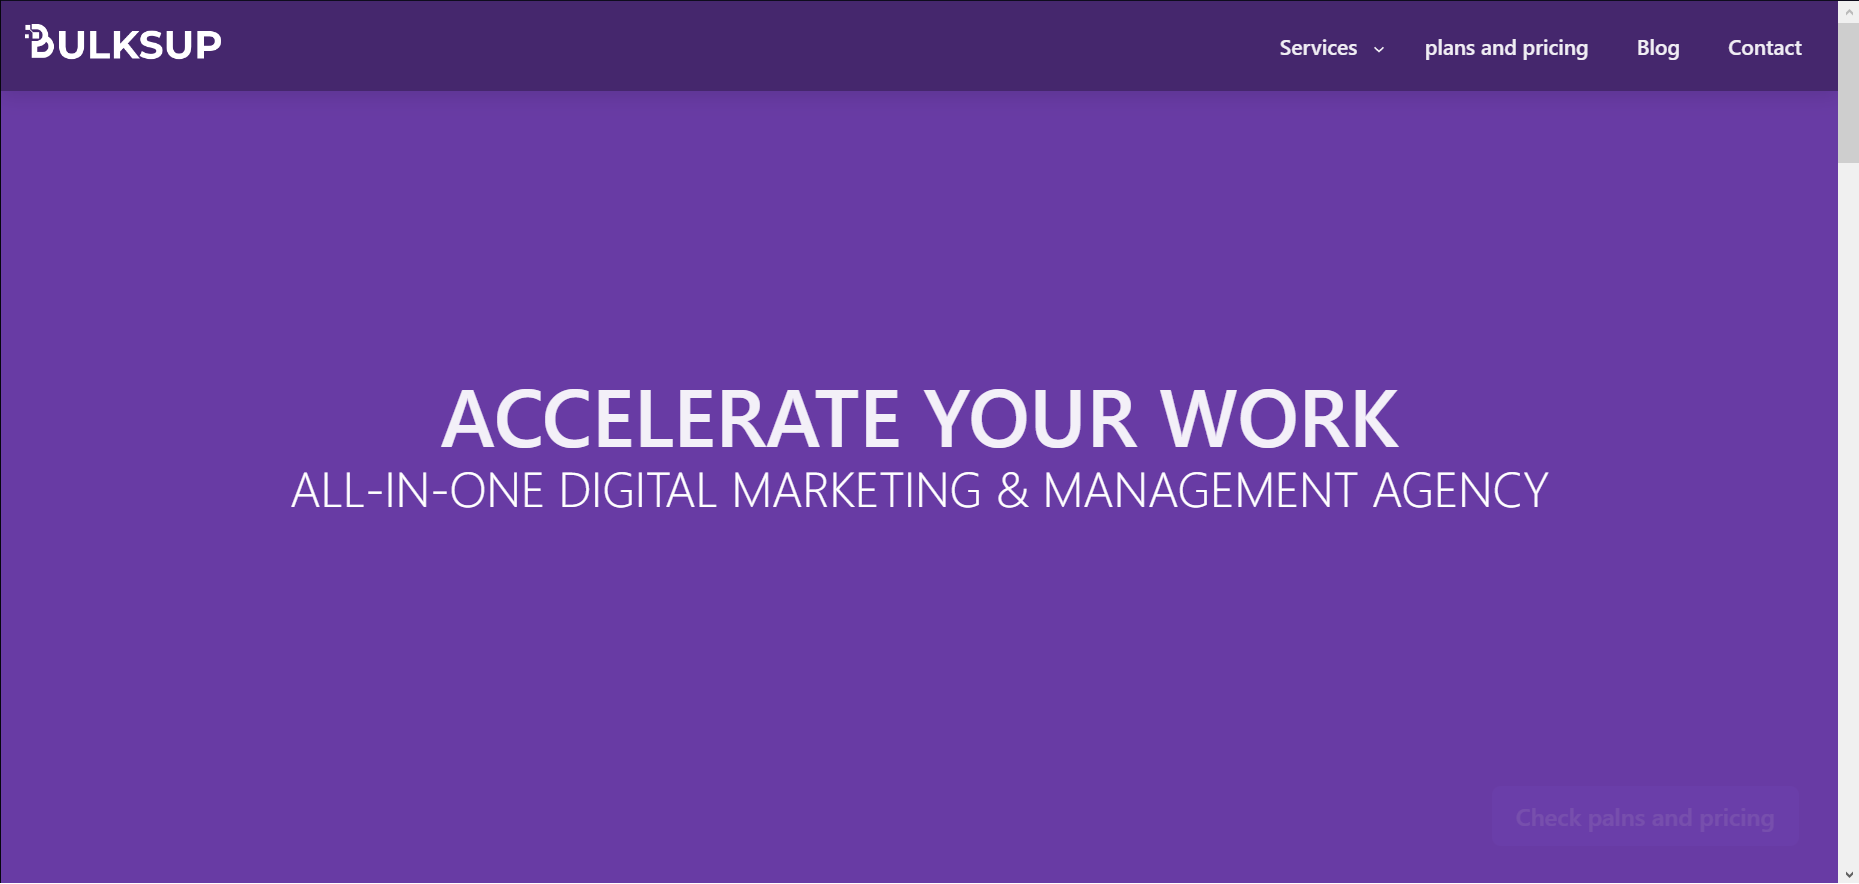 BULKSUP
Services plans and pricing Blog Contact
ACCELERATE YOUR WORK
ALL-IN-ONE DIGITAL MARKETING & MANAGEMENT AGENCY
Check palns and pricing